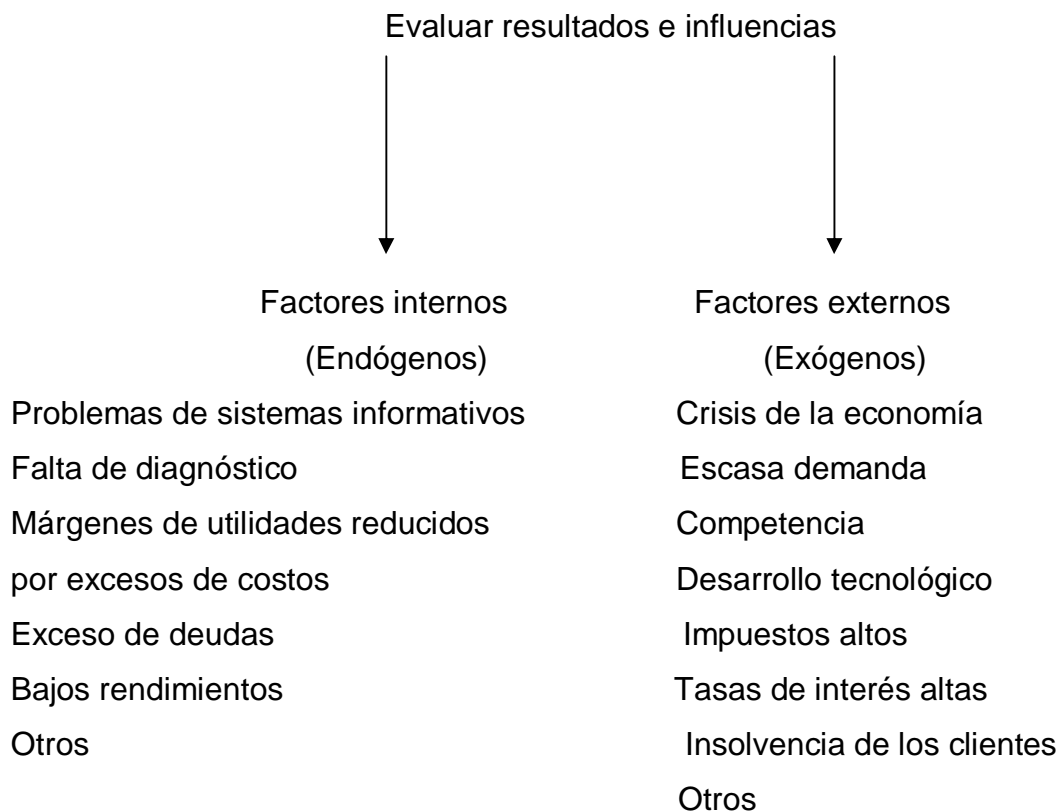 Evaluar resultados e influencias
Factores internos
(Endógenos)
Problemas de sistemas informativos
Falta de diagnóstico
Márgenes de utilidades reducidos
por excesos de costos
Exceso de deudas
Bajos rendimientos
Otros
Factores externos
(Exógenos)
Crisis de la economía
Escasa demanda
Competencia
Desarrollo tecnológico
Impuestos altos
Tasas de interés altas
Insolvencia de los clientes
Otros